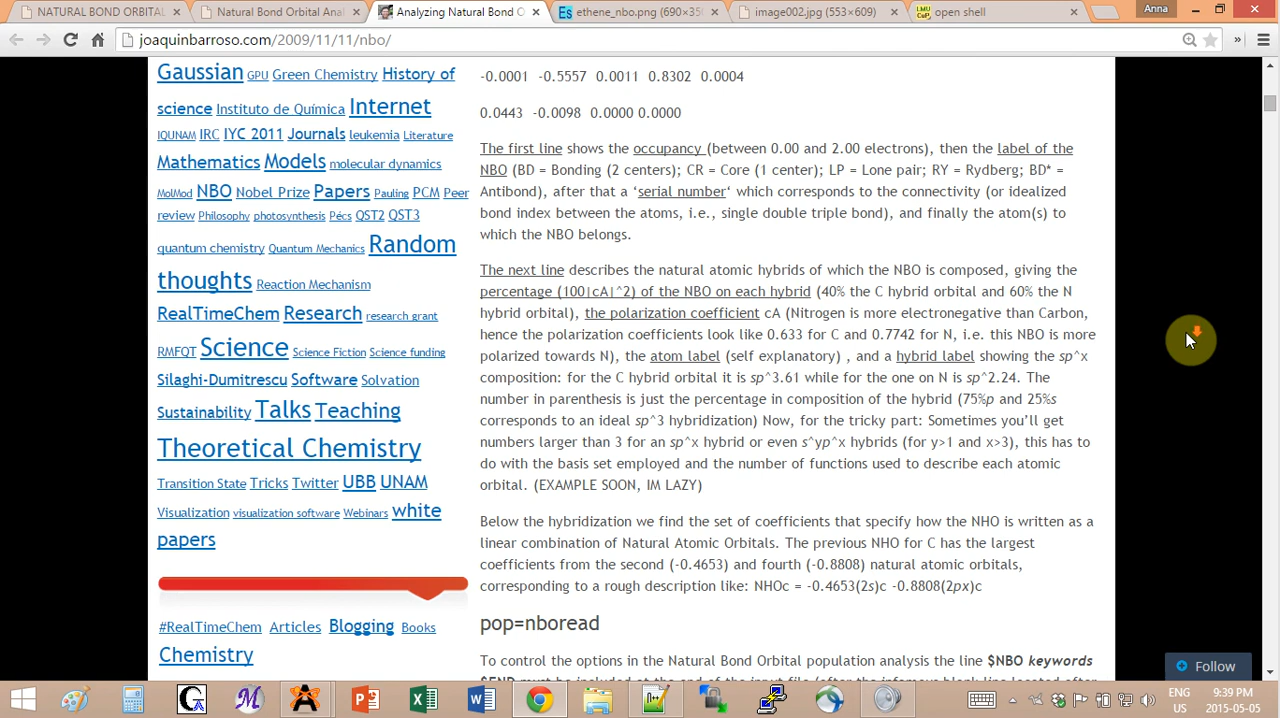 NATURAL BOND ORBITAL
Natural Bond Orbital Anal
Analyzing Natural Bond O
ethene_nbo.png (690×35
image002.jpg (553×609)
open shell
Anna
joaquinbarroso.com/2009/11/11/nbo/
Gaussian GPU Green Chemistry History of
science Instituto de Química Internet
IQUNAM IRC IYC 2011 Journals leukemia Literature
Mathematics Models molecular dynamics
MolMod NBO Nobel Prize Papers Pauling PCM Peer
review Philosophy photosynthesis Pécs QST2 QST3
quantum chemistry Quantum Mechanics Random
thoughts Reaction Mechanism
RealTimeChem Research research grant
RMFQT Science Science Fiction Science funding
Silaghi-Dumitrescu Software Solvation
Sustainability Talks Teaching
Theoretical Chemistry
Transition State Tricks Twitter UBB UNAM
Visualization visualization software Webinars white
papers
#RealTimeChem Articles Blogging Books
Chemistry
-0.0001 -0.5557 0.0011 0.8302 0.0004
0.0443 -0.0098 0.0000 0.0000
The first line shows the occupancy (between 0.00 and 2.00 electrons), then the label of the
NBO (BD = Bonding (2 centers); CR = Core (1 center); LP = Lone pair; RY = Rydberg; BD* =
Antibond), after that a ‘serial number‘ which corresponds to the connectivity (or idealized
bond index between the atoms, i.e., single double triple bond), and finally the atom(s) to
which the NBO belongs.
The next line describes the natural atomic hybrids of which the NBO is composed, giving the
percentage (100|cA|^2) of the NBO on each hybrid (40% the C hybrid orbital and 60% the N
hybrid orbital), the polarization coefficient cA (Nitrogen is more electronegative than Carbon,
hence the polarization coefficients look like 0.633 for C and 0.7742 for N, i.e. this NBO is more
polarized towards N), the atom label (self explanatory) , and a hybrid label showing the sp^x
composition: for the C hybrid orbital it is sp^3.61 while for the one on N is sp^2.24. The
number in parenthesis is just the percentage in composition of the hybrid (75%p and 25%s
corresponds to an ideal sp^3 hybridization) Now, for the tricky part: Sometimes you’ll get
numbers larger than 3 for an sp^x hybrid or even s^yp^x hybrids (for y>1 and x>3), this has to
do with the basis set employed and the number of functions used to describe each atomic
orbital. (EXAMPLE SOON, IM LAZY)
Below the hybridization we find the set of coefficients that specify how the NHO is written as a
linear combination of Natural Atomic Orbitals. The previous NHO for C has the largest
coefficients from the second (-0.4653) and fourth (-0.8808) natural atomic orbitals,
corresponding to a rough description like: NHOc = -0.4653(2s)c -0.8808(2px)c
pop=nboread
To control the options in the Natural Bond Orbital population analysis the line $NBO keywords
Follow
ENG
US
9:39 PM
2015-05-05